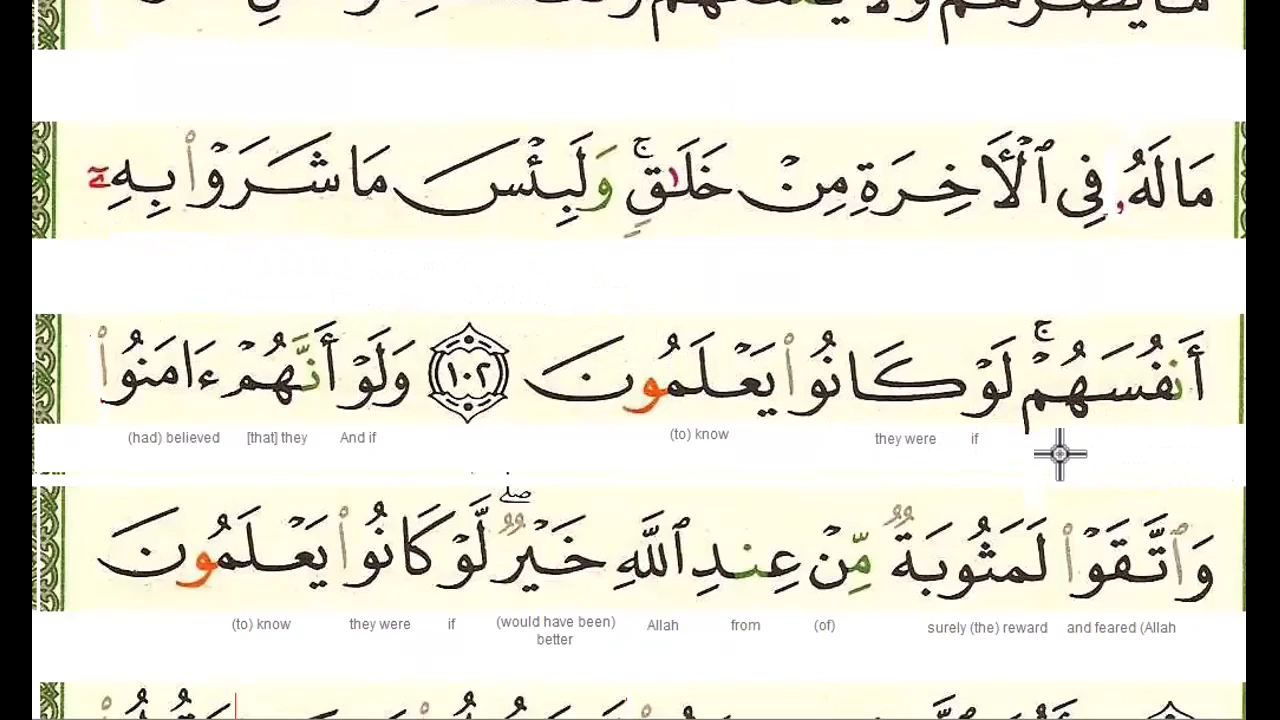 مَا لَهُۥ فِى ٱلْأَخِرَةِ مِنْ خَلَٰقٍۚ وَلَبِئْسَ مَا شَرَوْا۟ بِهِۦٓ
أَنفُسَهُمْۚ لَوْ كَانُوا۟ يَعْلَمُونَ ١٠٢ وَلَوْ أَنَّهُمْ ءَامَنُوا۟
(had) believed [that] they And if (to) know they were if
وَٱتَّقَوْا۟ لَمَثُوبَةٌ مِّنْ عِندِ ٱللَّهِ خَيْرٌۖ لَّوْ كَانُوا۟ يَعْلَمُونَ
(to) know they were if (would have been) better Allah from (of) surely (the) reward and feared (Allah